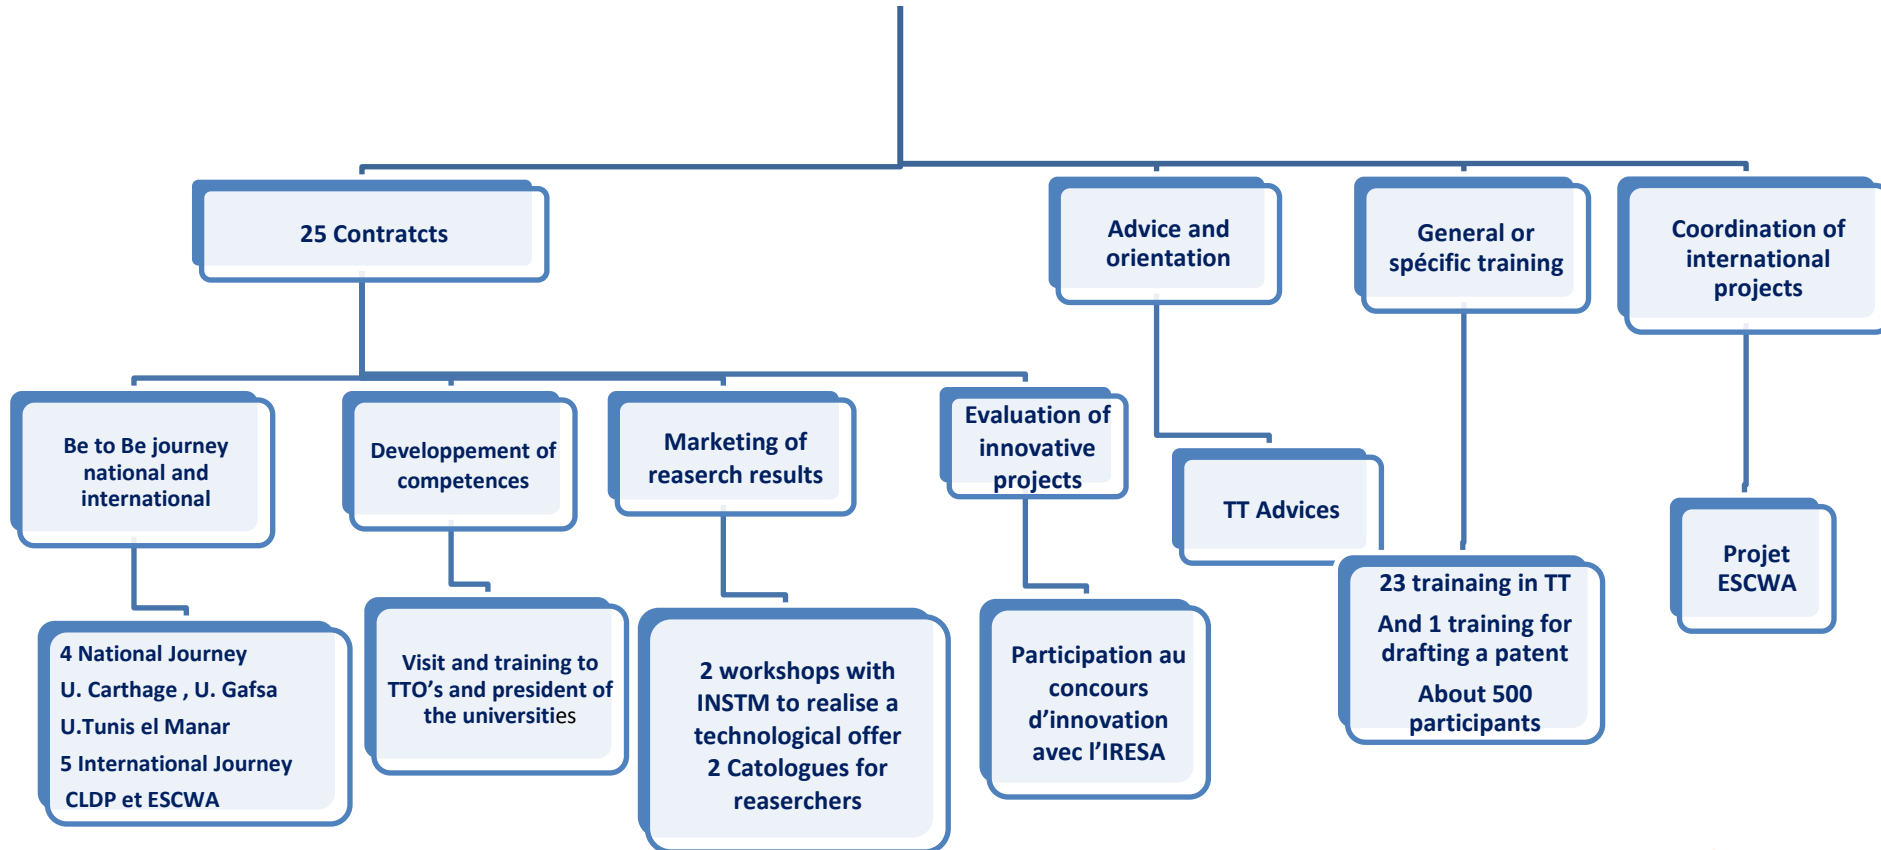 25 Contratcts
Advice and
orientation
General or
spécific training
Coordination of
international
projects
Be to Be journey
national and
international
Developpement of
competences
Marketing of
reaserch results
Evaluation of
innovative
projects
TT Advices
Projet
ESCWA
4 National Journey
U. Carthage , U. Gafsa
U.Tunis el Manar
5 International Journey
CLDP et ESCWA
Visit and training to
TTO's and president of
the universities
2 workshops with
INSTM to realise a
technological offer
2 Catologues for
reaserchers
Participation au
concours
d'innovation
avec l'IRESA
23 trainaing in TT
And 1 training for
drafting a patent
About 500
participants